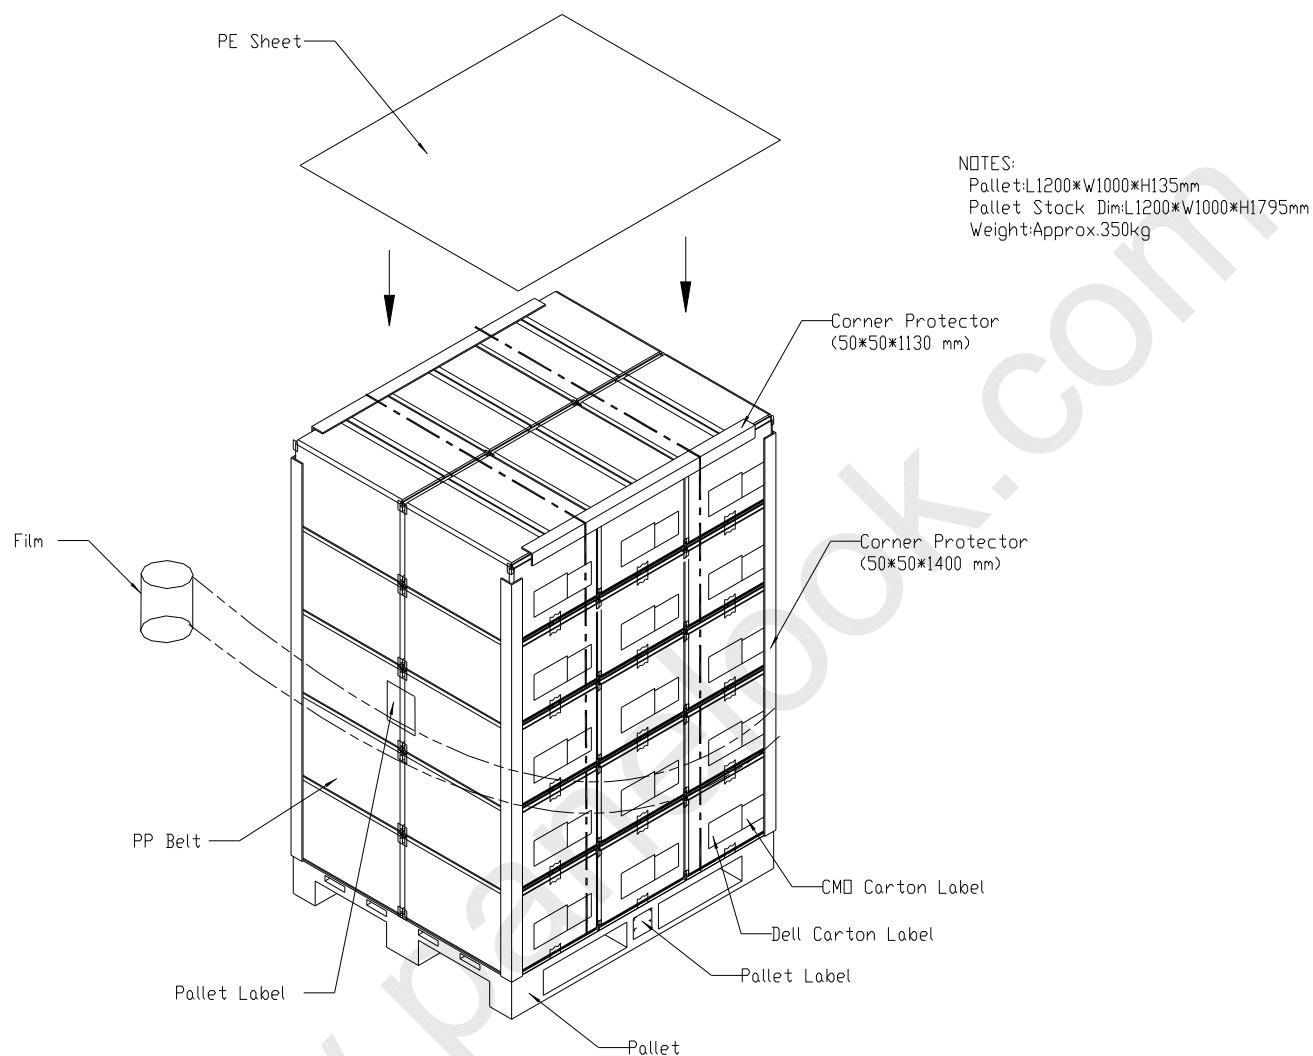 PE Sheet
NOTES:
Pallet:L1200*W1000*H135mm
Pallet Stock Dim:L1200*W1000*H1795mm
Weight:Approx.350kg
Corner Protector
(50*50*1130 mm)
Film
Corner Protector
(50*50*1400 mm)
PP Belt
CMO Carton Label
Dell Carton Label
Pallet Label
Pallet Label
Pallet
panelook.com